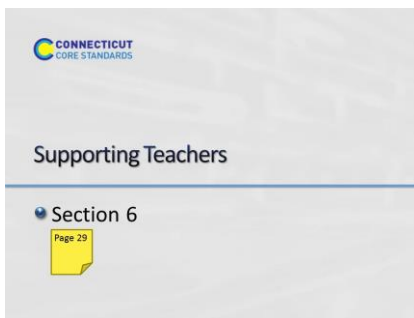 CONNECTICUT
CORE STANDARDS
Supporting Teachers
Section 6
Page 29